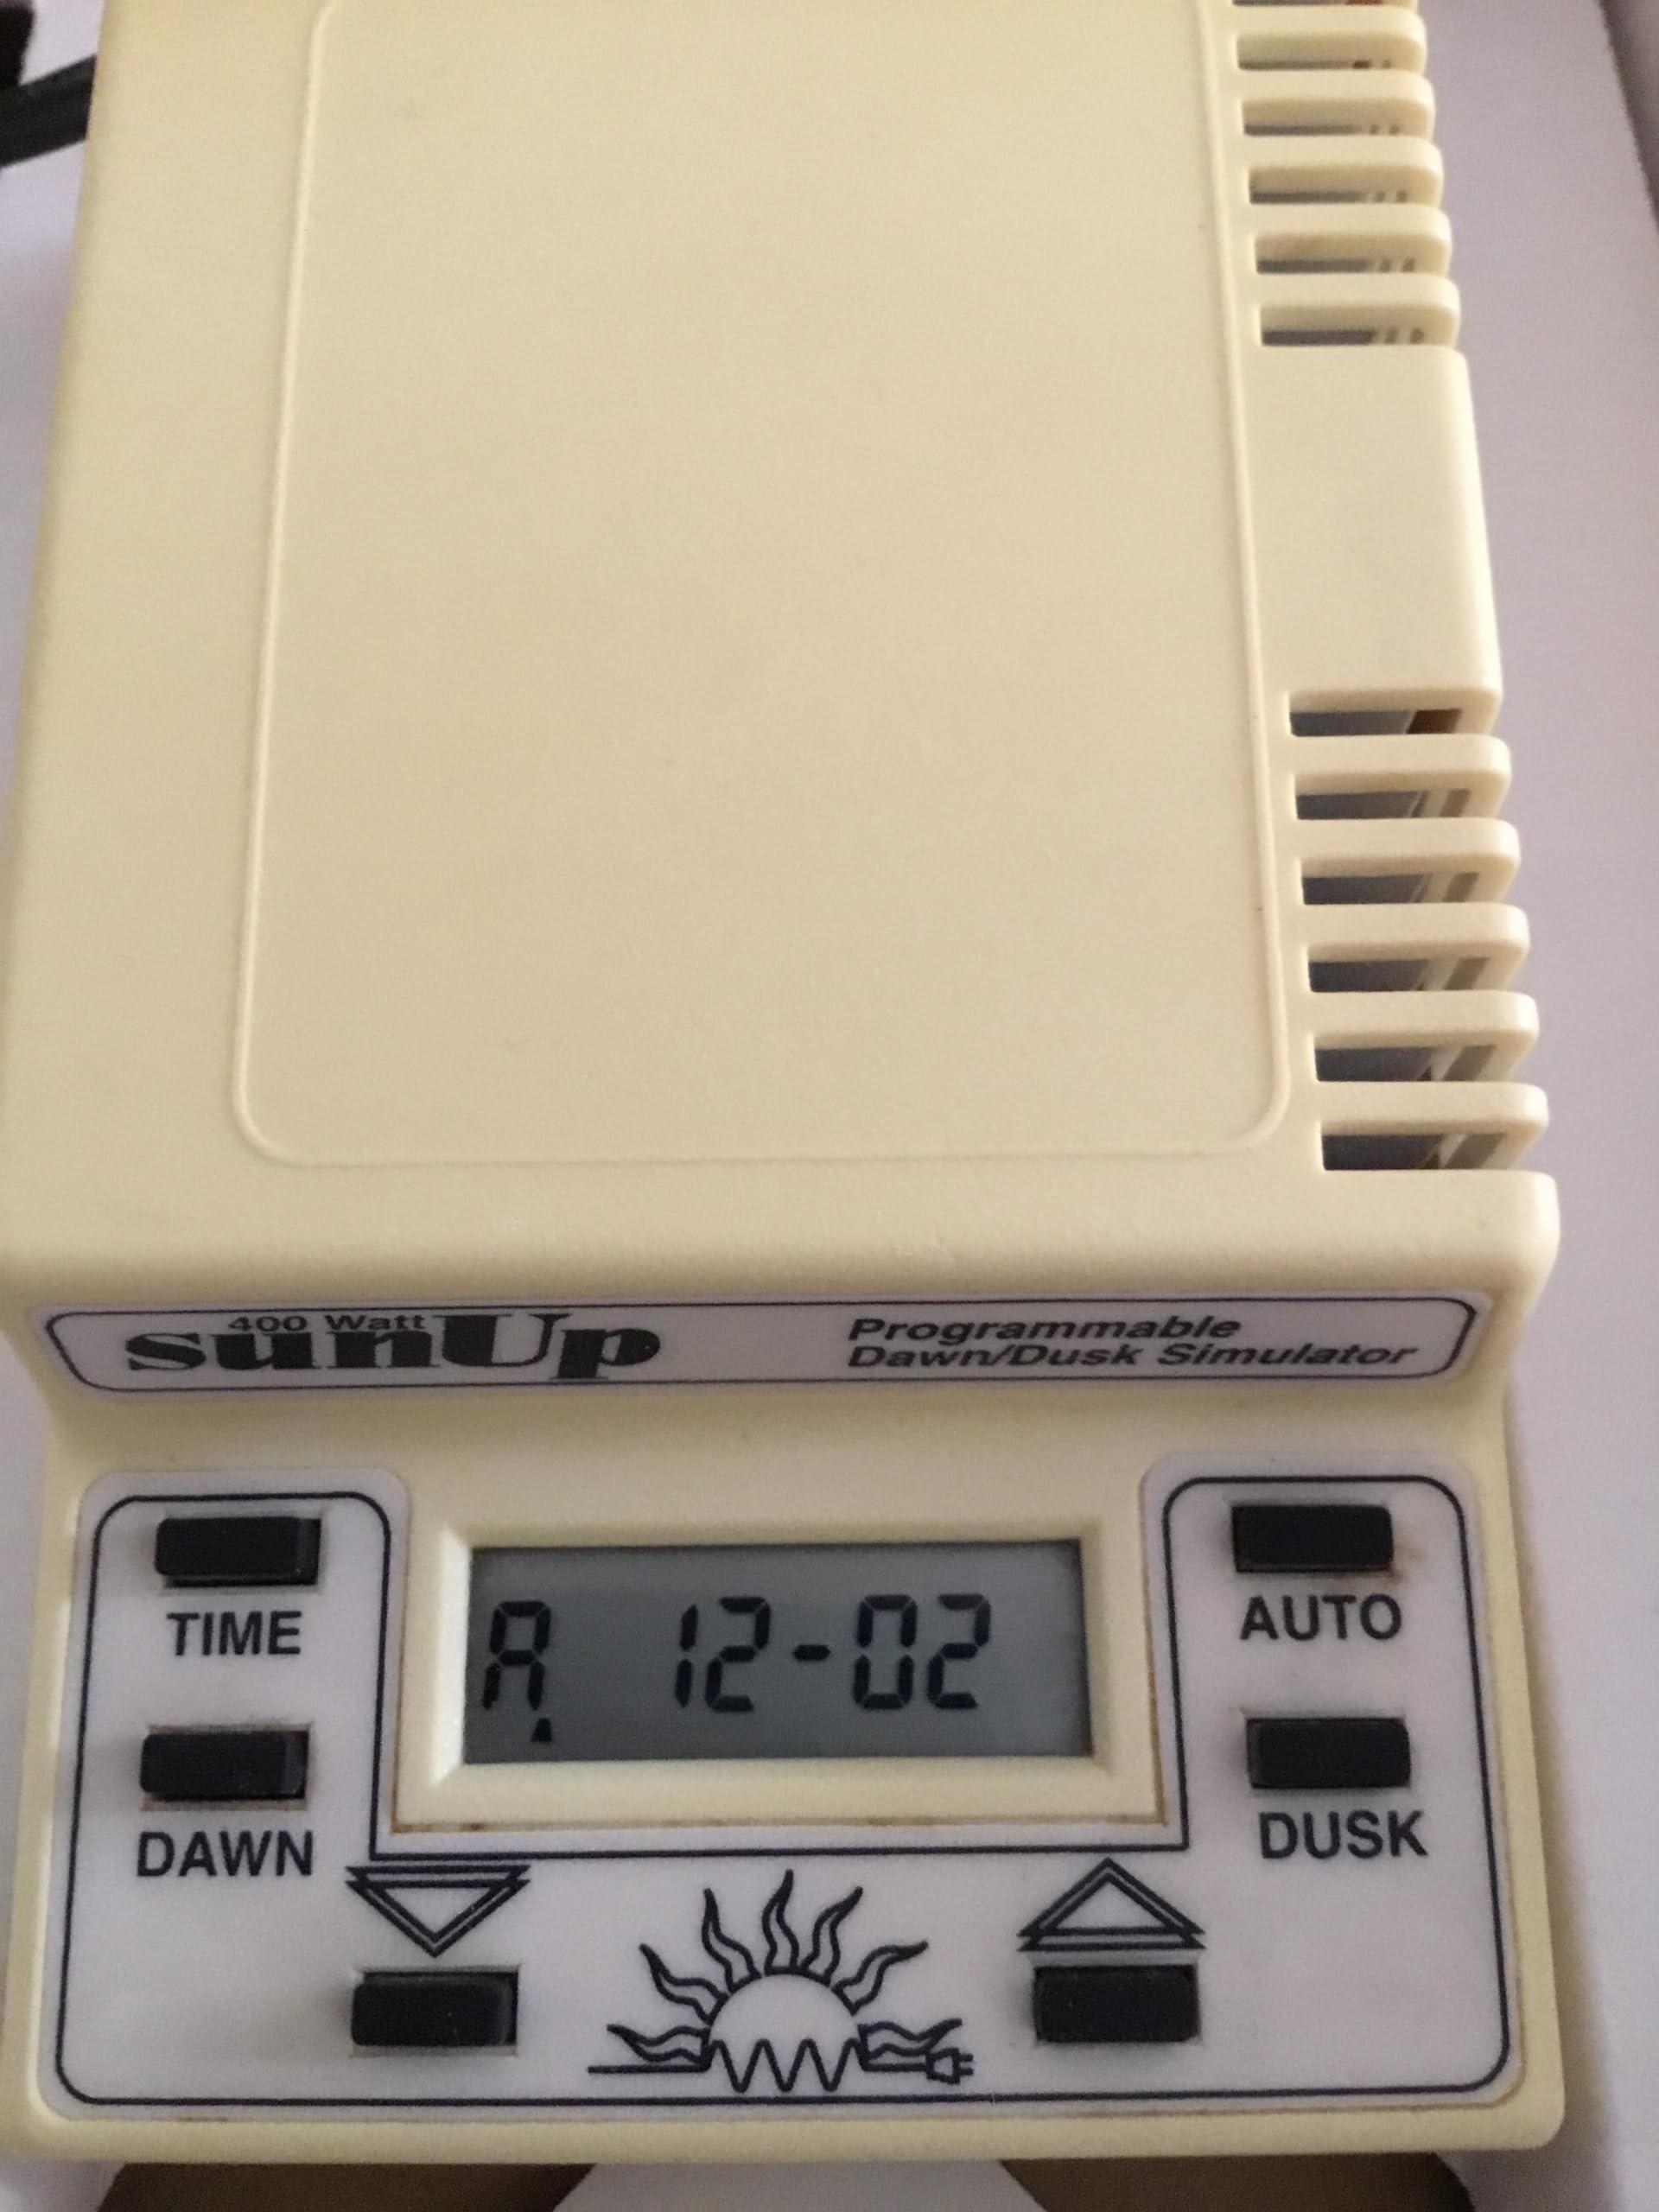 400 Watt
sunUp
Programmable
Dawn/Dusk Simulator
TIME
A 12-02
AUTO
DAWN
DUSK